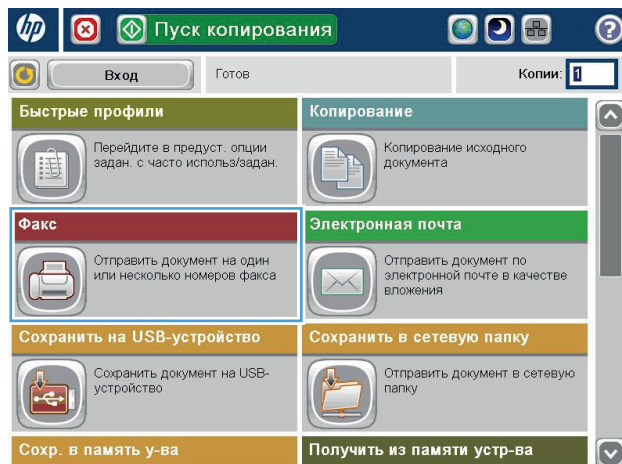 hp
Пуск копирования
?
Вход
Готов
Копии: 1
Быстрые профили
Перейдите в предуст. опции
задан. с часто использ/задан.
Копирование
Копирование исходного
документа
Факс
Отправить документ на один
или несколько номеров факса
Электронная почта
Отправить документ по
электронной почте в качестве
вложения
Сохранить на USB-устройство
Сохранить документ на USB-
устройство
Сохранить в сетевую папку
Отправить документ в сетевую
папку
Сохр. в память у-ва
Получить из памяти устр-ва